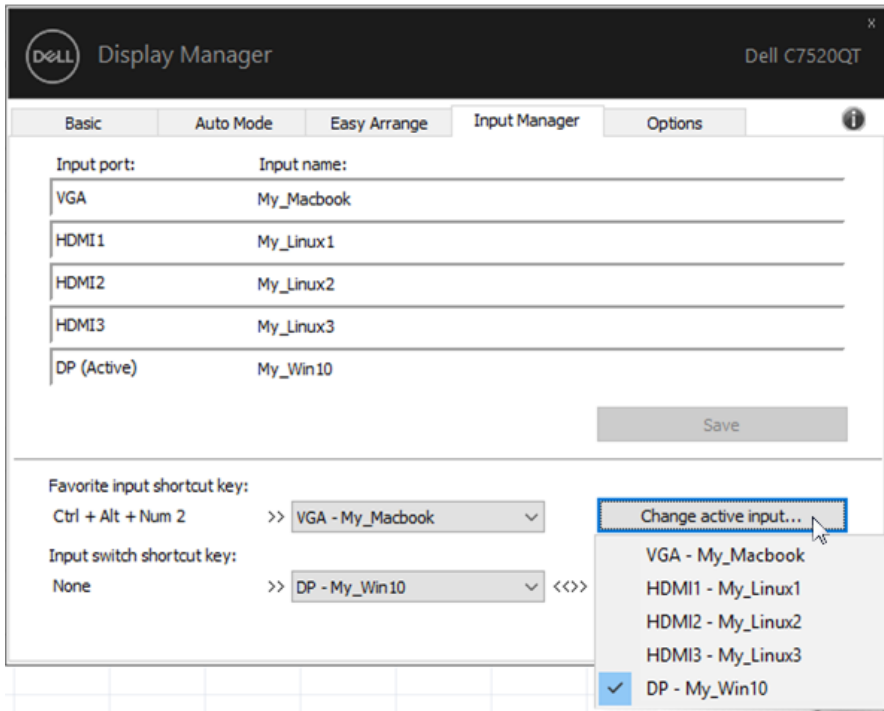 DELL Display Manager
x
Dell C7520QT
Basic Auto Mode Easy Arrange Input Manager Options
Input port: Input name:
VGA My_Macbook
HDMI1 My_Linux1
HDMI2 My_Linux2
HDMI3 My_Linux3
DP (Active) My_Win10
Save
Favorite input shortcut key:
Ctrl + Alt + Num 2 >> VGA - My_Macbook Change active input...
Input switch shortcut key:
None >> DP - My_Win10 <<>>
VGA - My_Macbook
HDMI1 - My_Linux1
HDMI2 - My_Linux2
HDMI3 - My_Linux3
DP - My_Win10